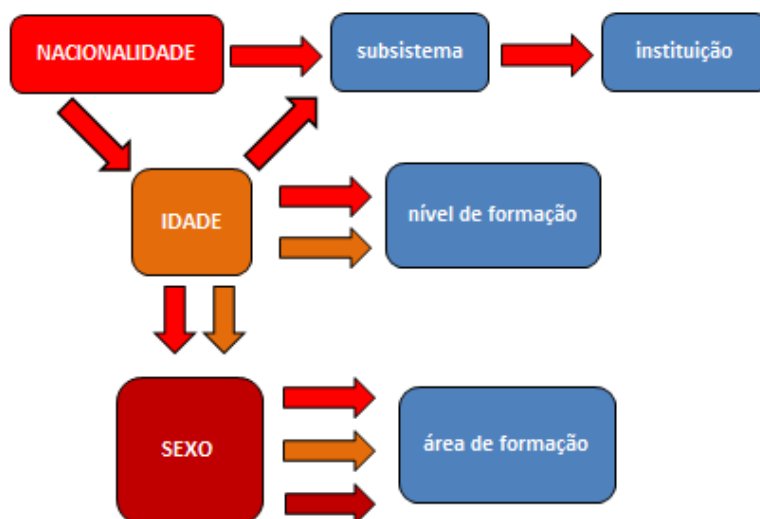 NACIONALIDADE
subsistema
instituição
IDADE
nível de formação
SEXO
área de formação